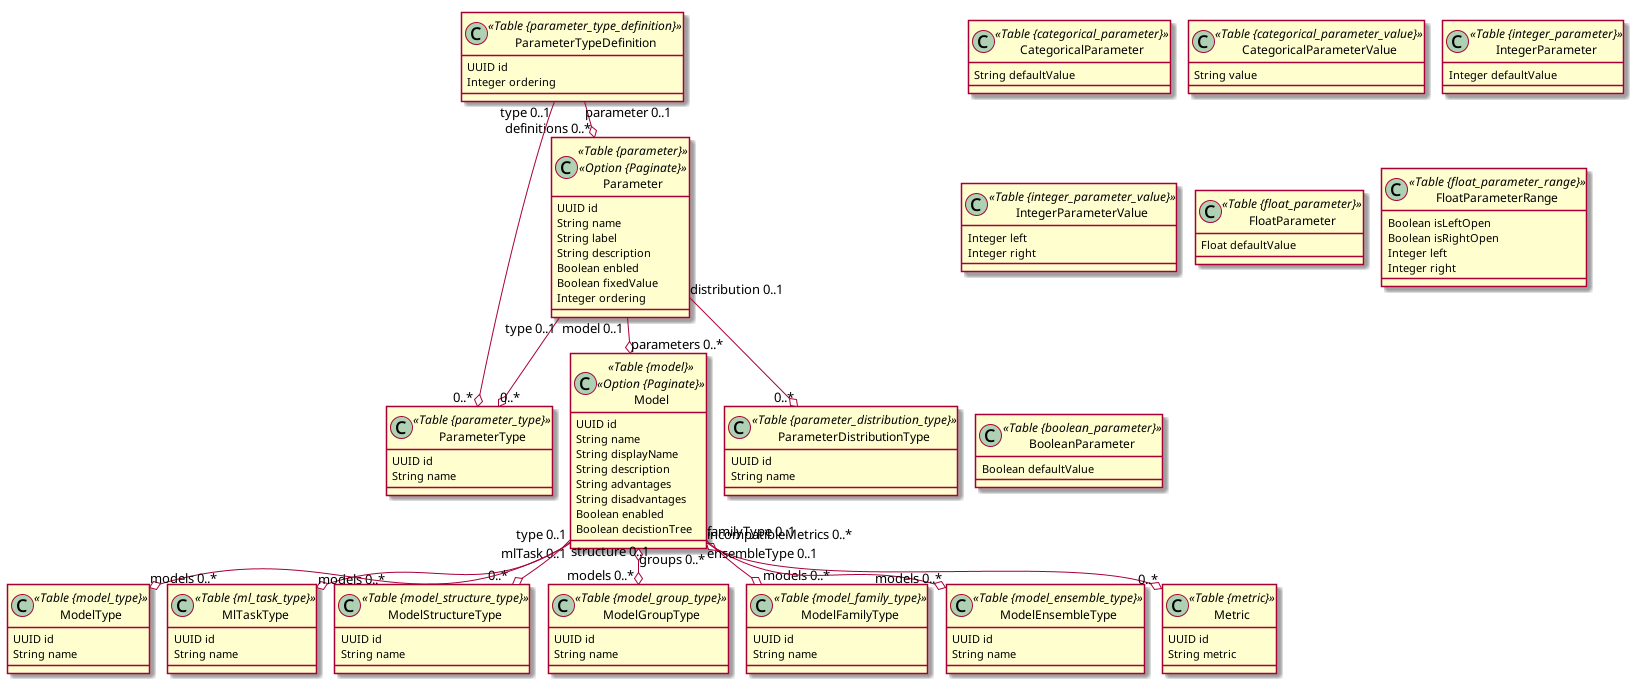 C
«Table {parameter_type_definition}»
ParameterTypeDefinition
UUID id
Integer ordering
C
«Table {categorical_parameter}»
CategoricalParameter
String defaultValue
C
«Table {categorical_parameter_value}»
CategoricalParameterValue
String value
C
«Table {integer_parameter}»
IntegerParameter
Integer defaultValue
type 0..1
parameter 0..1
definitions 0..*
C
«Table {parameter}»
«Option {Paginate}»
Parameter
UUID id
String name
String label
String description
Boolean enbled
Boolean fixedValue
Integer ordering
C
«Table {integer_parameter_value}»
IntegerParameterValue
Integer left
Integer right
C
«Table {float_parameter}»
FloatParameter
Float defaultValue
C
«Table {float_parameter_range}»
FloatParameterRange
Boolean isLeftOpen
Boolean isRightOpen
Integer left
Integer right
distribution 0..1
type 0..1
model 0..1
parameters 0..*
0..*
0..*
0..*
C
«Table {parameter_type}»
ParameterType
UUID id
String name
C
«Table {model}»
«Option {Paginate}»
Model
UUID id
String name
String displayName
String description
String advantages
String disadvantages
Boolean enabled
Boolean decistionTree
C
«Table {parameter_distribution_type}»
ParameterDistributionType
UUID id
String name
C
«Table {boolean_parameter}»
BooleanParameter
Boolean defaultValue
type 0..1
mlTask 0..1
structure 0..1
groups 0..*
familyType 0..1
incompatibleMetrics 0..*
ensembleType 0..1
models 0..*
models 0..*
0..*
models 0..*
models 0..*
models 0..*
0..*
C
«Table {model_type}»
ModelType
UUID id
String name
C
«Table {ml_task_type}»
MlTaskType
UUID id
String name
C
«Table {model_structure_type}»
ModelStructureType
UUID id
String name
C
«Table {model_group_type}»
ModelGroupType
UUID id
String name
C
«Table {model_family_type}»
ModelFamilyType
UUID id
String name
C
«Table {model_ensemble_type}»
ModelEnsembleType
UUID id
String name
C
«Table {metric}»
Metric
UUID id
String metric